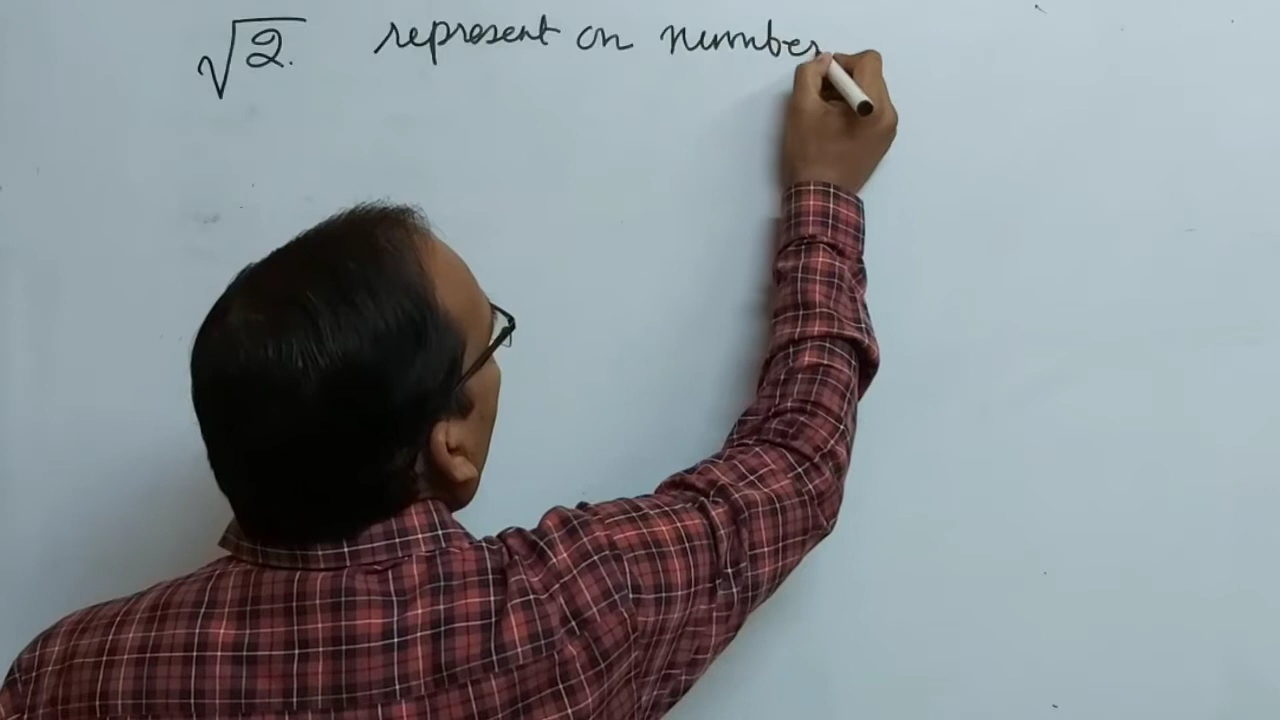 √2. represent on number